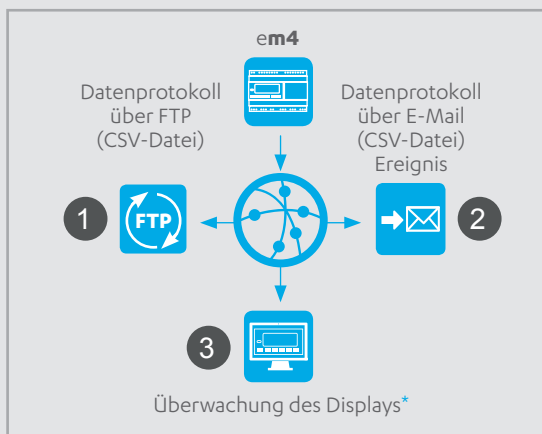 em4
Datenprotokoll
über FTP
(CSV-Datei)
Datenprotokoll
über E-Mail
(CSV-Datei)
Ereignis
1
FTP
2
3
Überwachung des Displays*